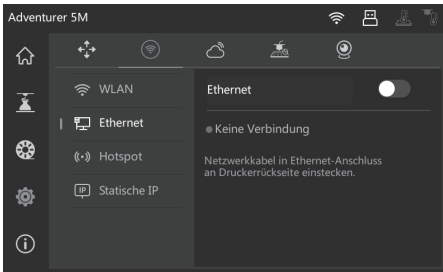 Adventurer 5M
WLAN
Ethernet
Ethernet
Keine Verbindung
Hotspot
Netzwerkkabel in Ethernet-Anschluss
an Druckerrückseite einstecken.
IP
Statische IP